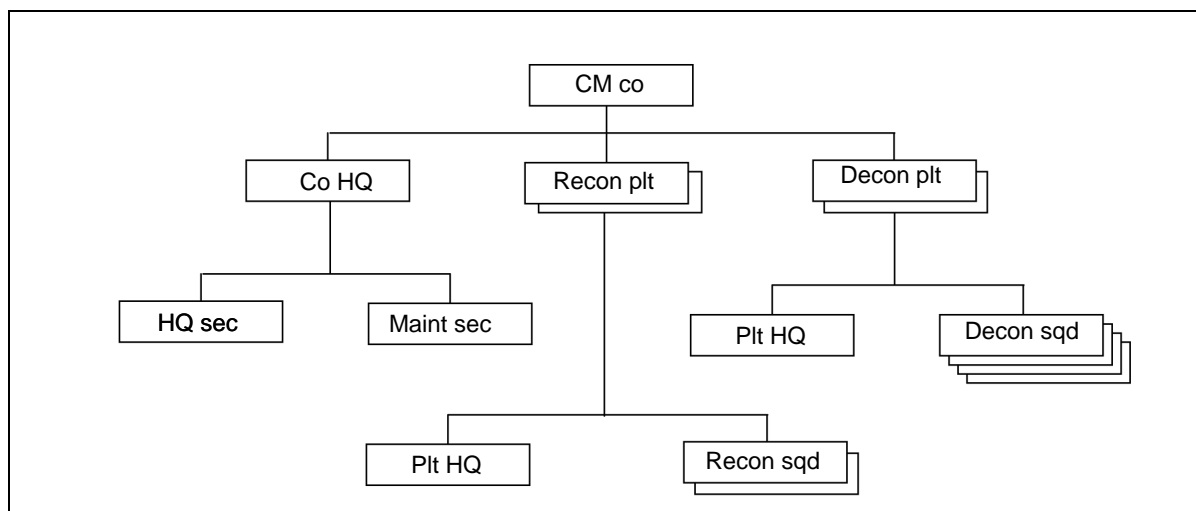 CM co
Co HQ
Recon plt
Decon plt
HQ sec
Maint sec
Plt HQ
Decon sqd
Plt HQ
Recon sqd